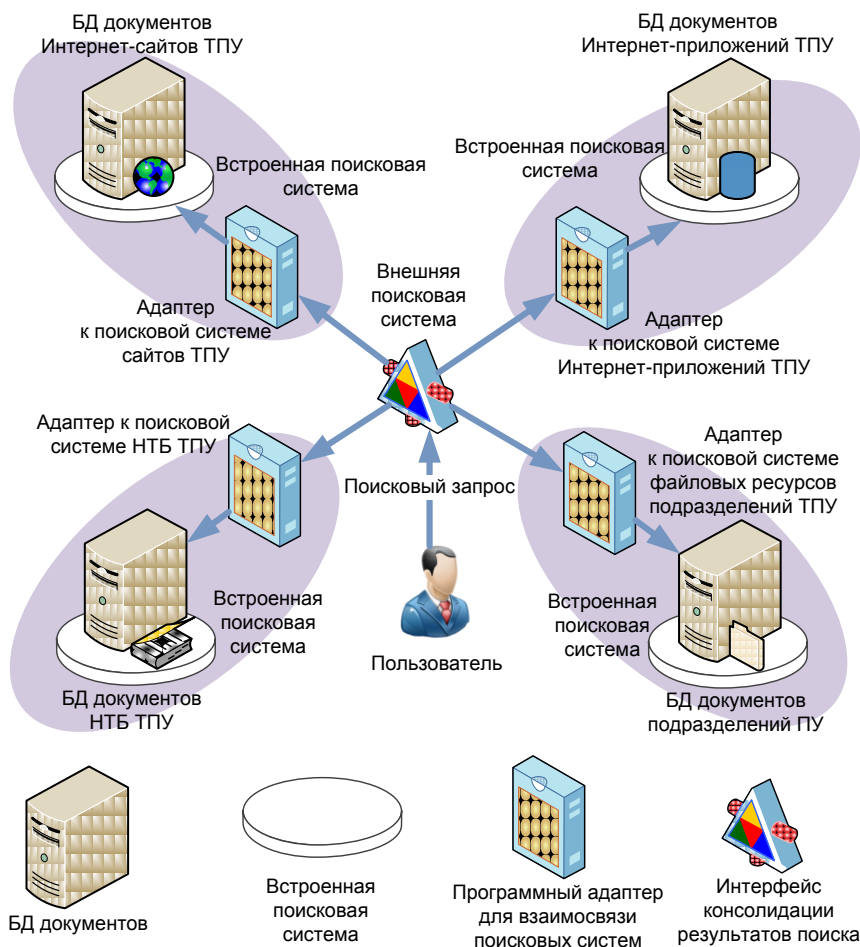 БД документов
Интернет-сайтов ТПУ
БД документов
Интернет-приложений ТПУ
Встроенная поисковая
система
Встроенная поисковая
система
Внешняя
поисковая
система
Адаптер
к поисковой системе
сайтов ТПУ
Адаптер
к поисковой системе
Интернет-приложений ТПУ
Адаптер к поисковой
системе НТБ ТПУ
Адаптер
к поисковой системе
файловых ресурсов
подразделений ТПУ
Поисковый запрос
Встроенная
поисковая
система
Встроенная
поисковая
система
Пользователь
БД документов
НТБ ТПУ
БД документов
подразделений ПУ
БД документов
Встроенная
поисковая
система
Программный адаптер
для взаимосвязи
поисковых систем
Интерфейс
консолидации
результатов поиска